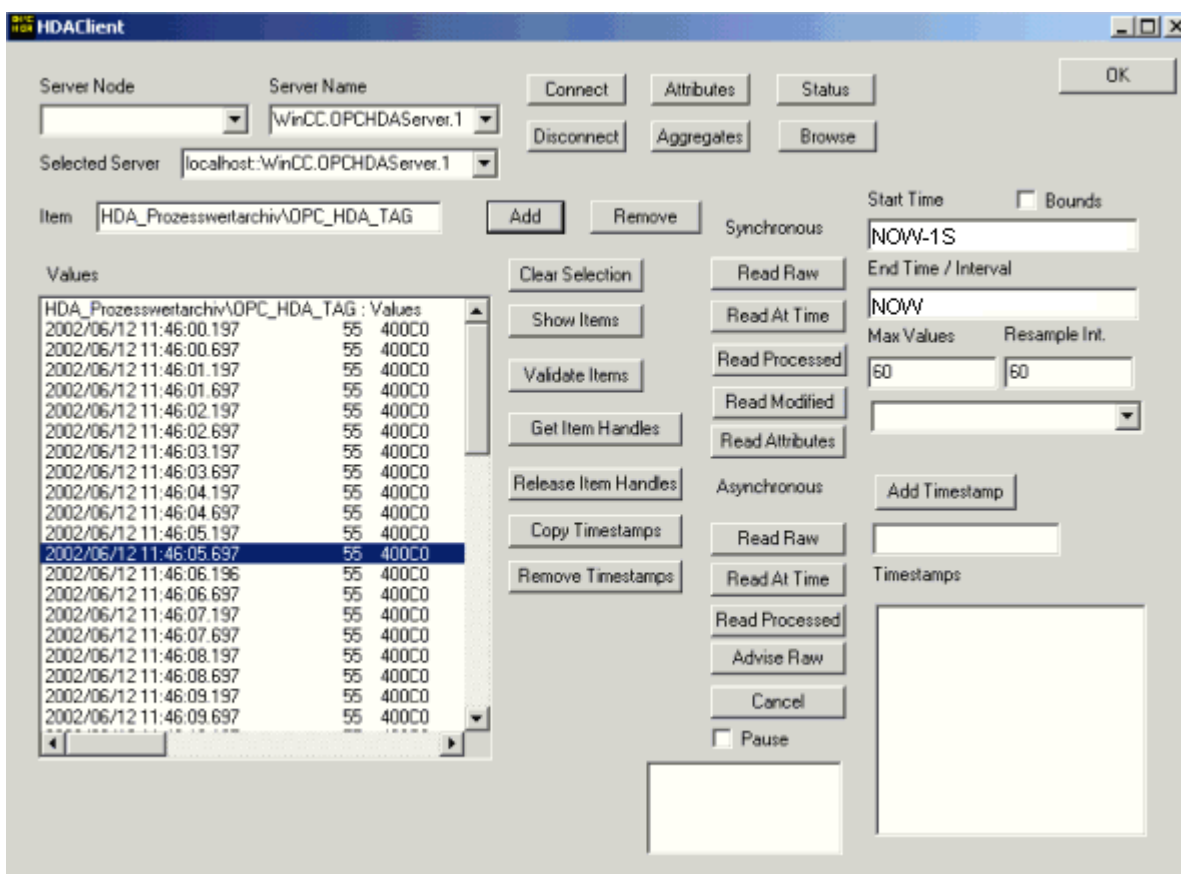 OPC HDA HDAClient
Server Node
Server Name
Connect
Attributes
Status
OK
WinCC.OPCHDAServer.1
Disconnect
Aggregates
Browse
Selected Server localhost::WinCC.OPCHDAServer.1
Item HDA_Prozesswertarchiv\OPC_HDA_TAG
Add
Remove
Synchronous
Start Time
Bounds
NOW-1S
End Time / Interval
NOW
Max Values
Resample Int.
60
60
Values
HDA_Prozesswertarchiv\OPC_HDA_TAG : Values
2002/06/12 11:46:00.197 55 400C0
2002/06/12 11:46:00.697 55 400C0
2002/06/12 11:46:01.197 55 400C0
2002/06/12 11:46:01.697 55 400C0
2002/06/12 11:46:02.197 55 400C0
2002/06/12 11:46:02.697 55 400C0
2002/06/12 11:46:03.197 55 400C0
2002/06/12 11:46:03.697 55 400C0
2002/06/12 11:46:04.197 55 400C0
2002/06/12 11:46:04.697 55 400C0
2002/06/12 11:46:05.197 55 400C0
2002/06/12 11:46:05.697 55 400C0
2002/06/12 11:46:06.196 55 400C0
2002/06/12 11:46:06.697 55 400C0
2002/06/12 11:46:07.197 55 400C0
2002/06/12 11:46:07.697 55 400C0
2002/06/12 11:46:08.197 55 400C0
2002/06/12 11:46:08.697 55 400C0
2002/06/12 11:46:09.197 55 400C0
2002/06/12 11:46:09.697 55 400C0
Clear Selection
Show Items
Validate Items
Get Item Handles
Release Item Handles
Copy Timestamps
Remove Timestamps
Read Raw
Read At Time
Read Processed
Read Modified
Read Attributes
Asynchronous
Read Raw
Read At Time
Read Processed
Advise Raw
Cancel
Pause
Add Timestamp
Timestamps